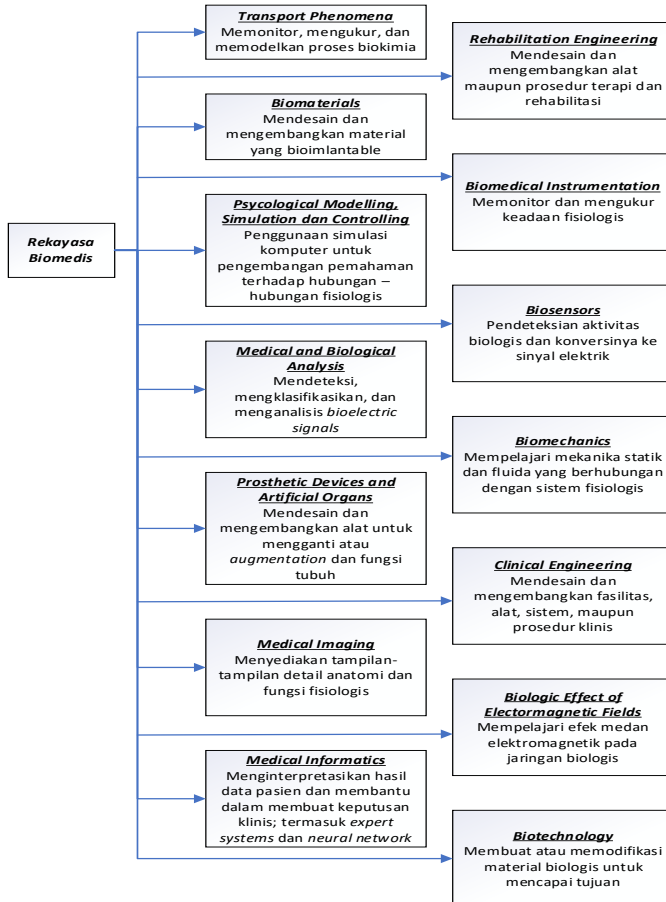 Rekayasa
Biomedis
Transport Phenomena
Memonitor, mengukur, dan
memodelkan proses biokimia
Rehabilitation Engineering
Mendesain dan
mengembangkan alat
maupun prosedur terapi dan
rehabilitasi
Biomaterials
Mendesain dan
mengembangkan material
yang bioimlantable
Biomedical Instrumentation
Memonitor dan mengukur
keadaan fisiologis
Psycological Modelling,
Simulation dan Controlling
Penggunaan simulasi
komputer untuk
pengembangan pemahaman
terhadap hubungan –
hubungan fisiologis
Biosensors
Pendeteksian aktivitas
biologis dan konversinya ke
sinyal elektrik
Medical and Biological
Analysis
Mendeteksi,
mengklasifikasikan, dan
menganalisis bioelectric
signals
Biomechanics
Mempelajari mekanika statik
dan fluida yang berhubungan
dengan sistem fisiologis
Prosthetic Devices and
Artificial Organs
Mendesain dan
mengembangkan alat untuk
mengganti atau
augmentation dan fungsi
tubuh
Clinical Engineering
Mendesain dan
mengembangkan fasilitas,
alat, sistem, maupun
prosedur klinis
Medical Imaging
Menyediakan tampilan-
tampilan detail anatomi dan
fungsi fisiologis
Biologic Effect of
Electormagnetic Fields
Mempelajari efek medan
elektromagnetik pada
jaringan biologis
Medical Informatics
Menginterpretasikan hasil
data pasien dan membantu
dalam membuat keputusan
klinis; termasuk expert
systems dan neural network
Biotechnology
Membuat atau memodifikasi
material biologis untuk
mencapai tujuan